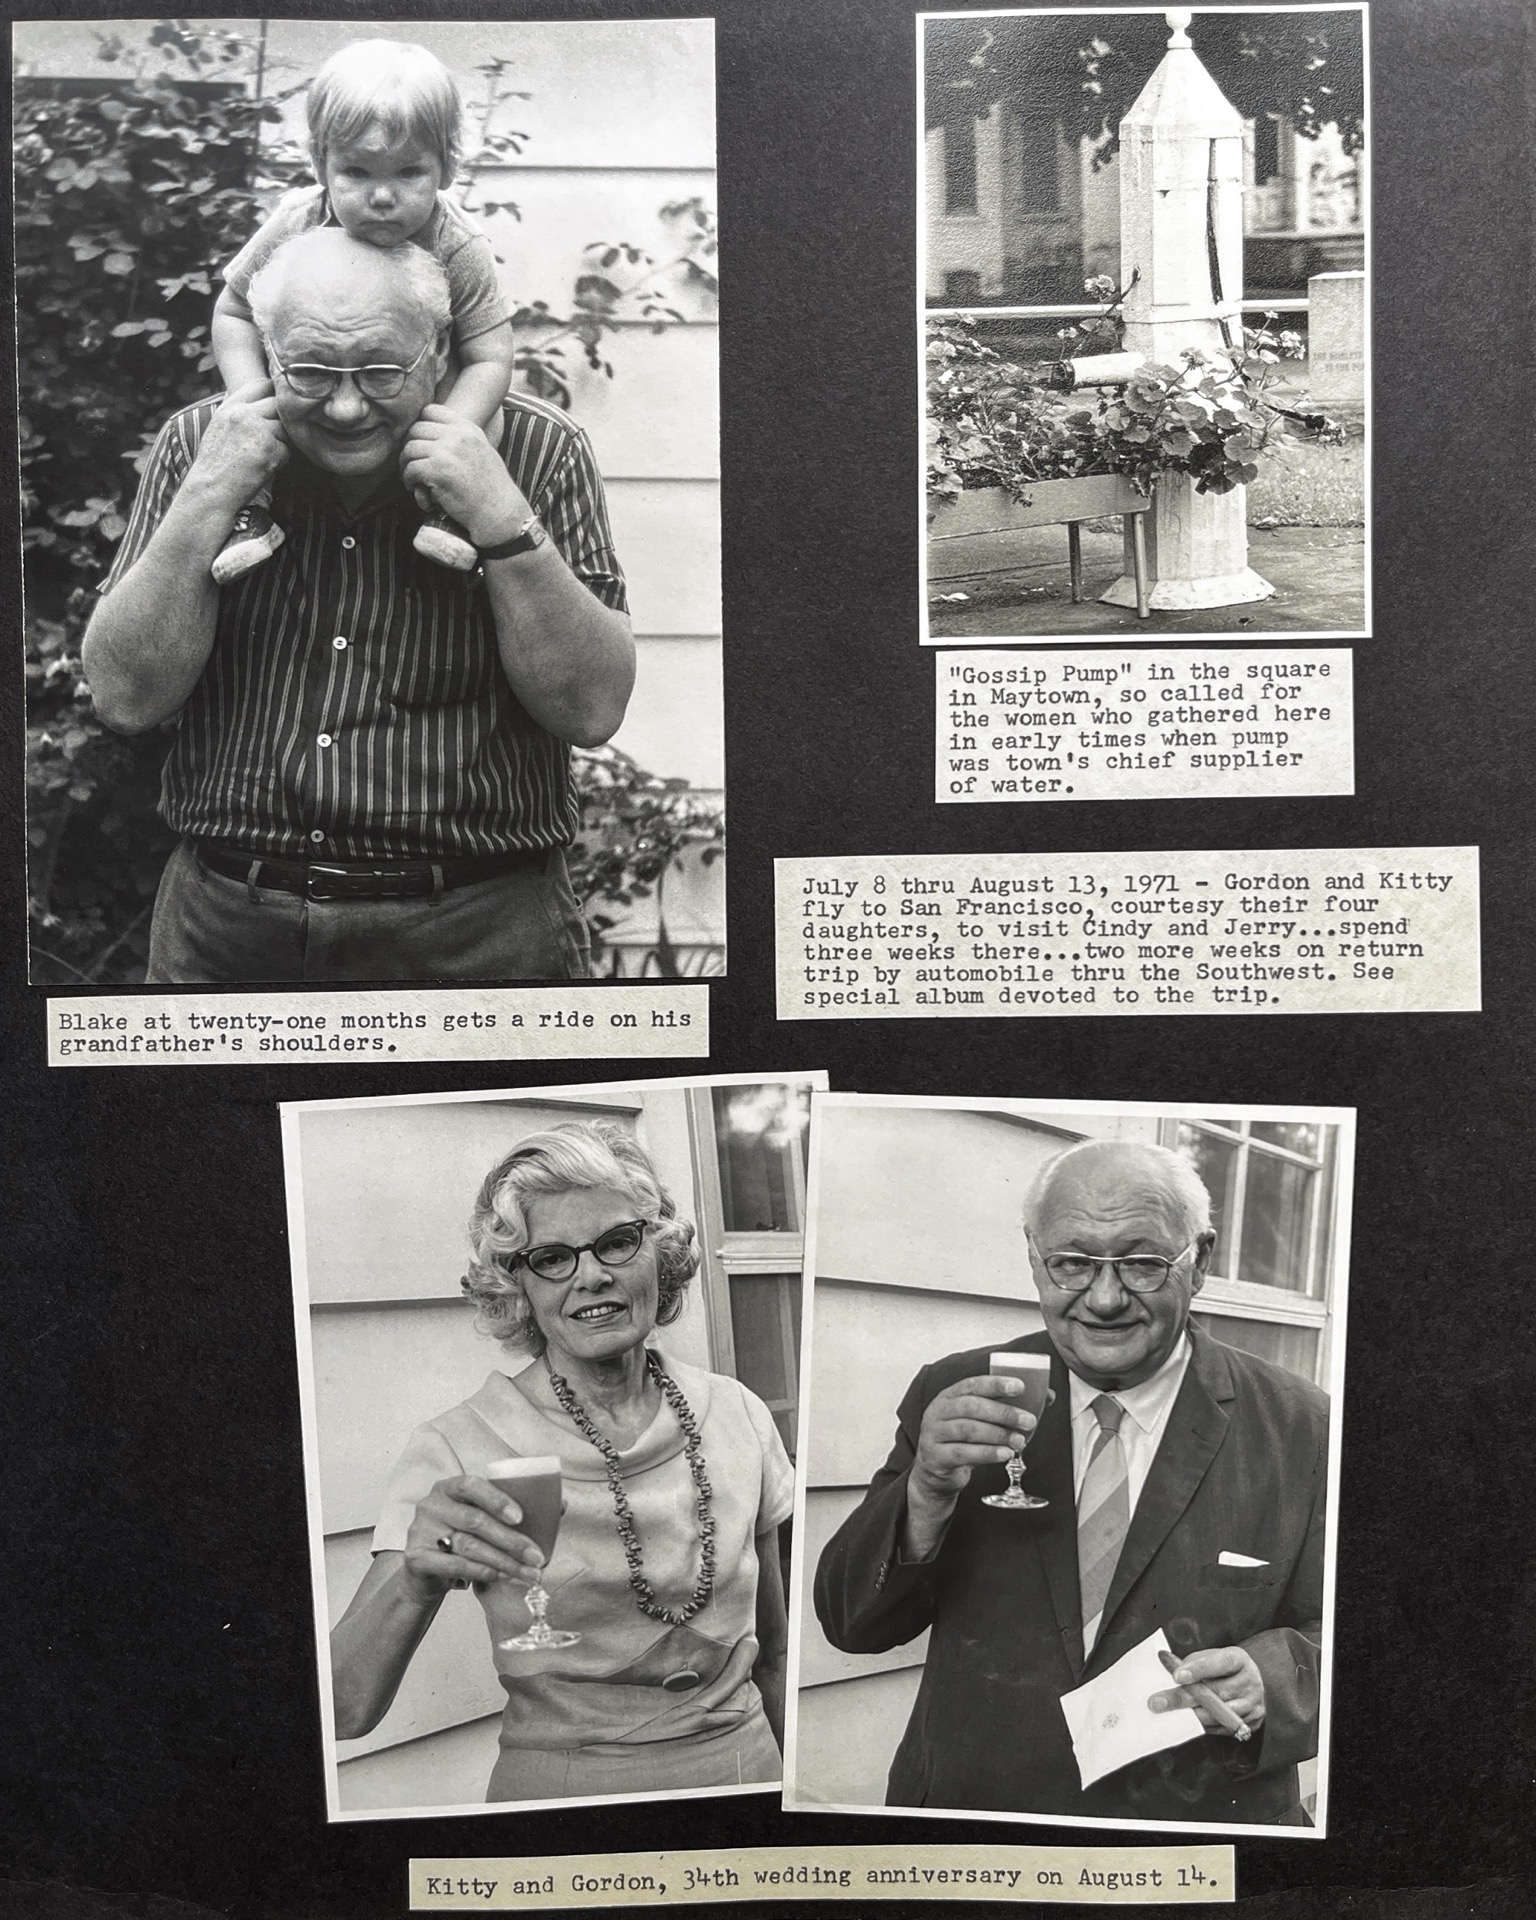 "Gossip Pump" in the square
in Maytown, so called for
the women who gathered here
in early times when pump
was town's chief supplier
of water.
July 8 thru August 13, 1971 - Gordon and Kitty
fly to San Francisco, courtesy their four
daughters, to visit Cindy and Jerry...spend
three weeks there...two more weeks on return
trip by automobile thru the Southwest. See
special album devoted to the trip.
Blake at twenty-one months gets a ride on his
grandfather's shoulders.
Kitty and Gordon, 34th wedding anniversary on August 14.